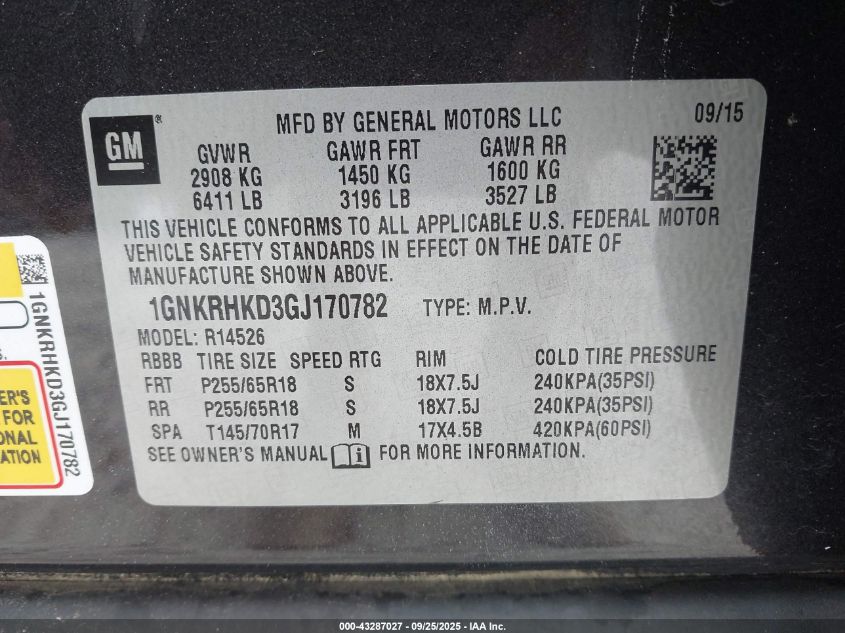 GM ®
MFD BY GENERAL MOTORS LLC
09/15
GVWR GAWR FRT GAWR RR
2908 KG 1450 KG 1600 KG
6411 LB 3196 LB 3527 LB
THIS VEHICLE CONFORMS TO ALL APPLICABLE U.S. FEDERAL MOTOR
VEHICLE SAFETY STANDARDS IN EFFECT ON THE DATE OF
MANUFACTURE SHOWN ABOVE.
1GNKRHKD3GJ170782 TYPE: M.P.V.
MODEL: R14526
RBBB TIRE SIZE SPEED RTG RIM COLD TIRE PRESSURE
FRT P255/65R18 S 18X7.5J 240KPA(35PSI)
RR P255/65R18 S 18X7.5J 240KPA(35PSI)
SPA T145/70R17 M 17X4.5B 420KPA(60PSI)
SEE OWNER'S MANUAL i FOR MORE INFORMATION.
1GNKRHKD3GJ170782
FOR
000-43287027 - 09/25/2025 - IAA Inc.